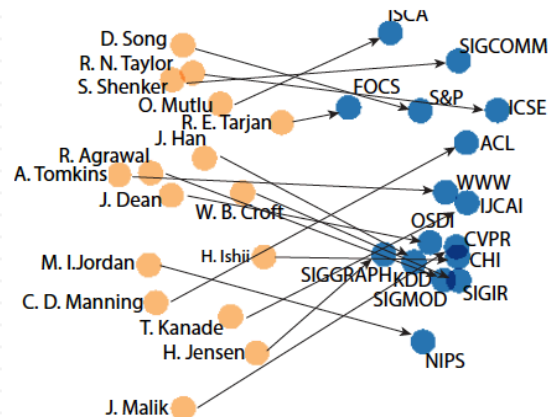 ISCA
D. Song
SIGCOMM
R. N. Taylor
S. Shenker
FOCS
O. Mutlu
S&P
ICSE
R. E. Tarjan
J. Han
ACL
R. Agrawal
A. Tomkins
WWW
J. Dean
W. B. Croft
IJCAI
OSDI
CVPR
H. Ishii
CHI
M. I.Jordan
SIGGRAPH
KDD
SIGMOD
SIGIR
C. D. Manning
T. Kanade
H. Jensen
NIPS
J. Malik